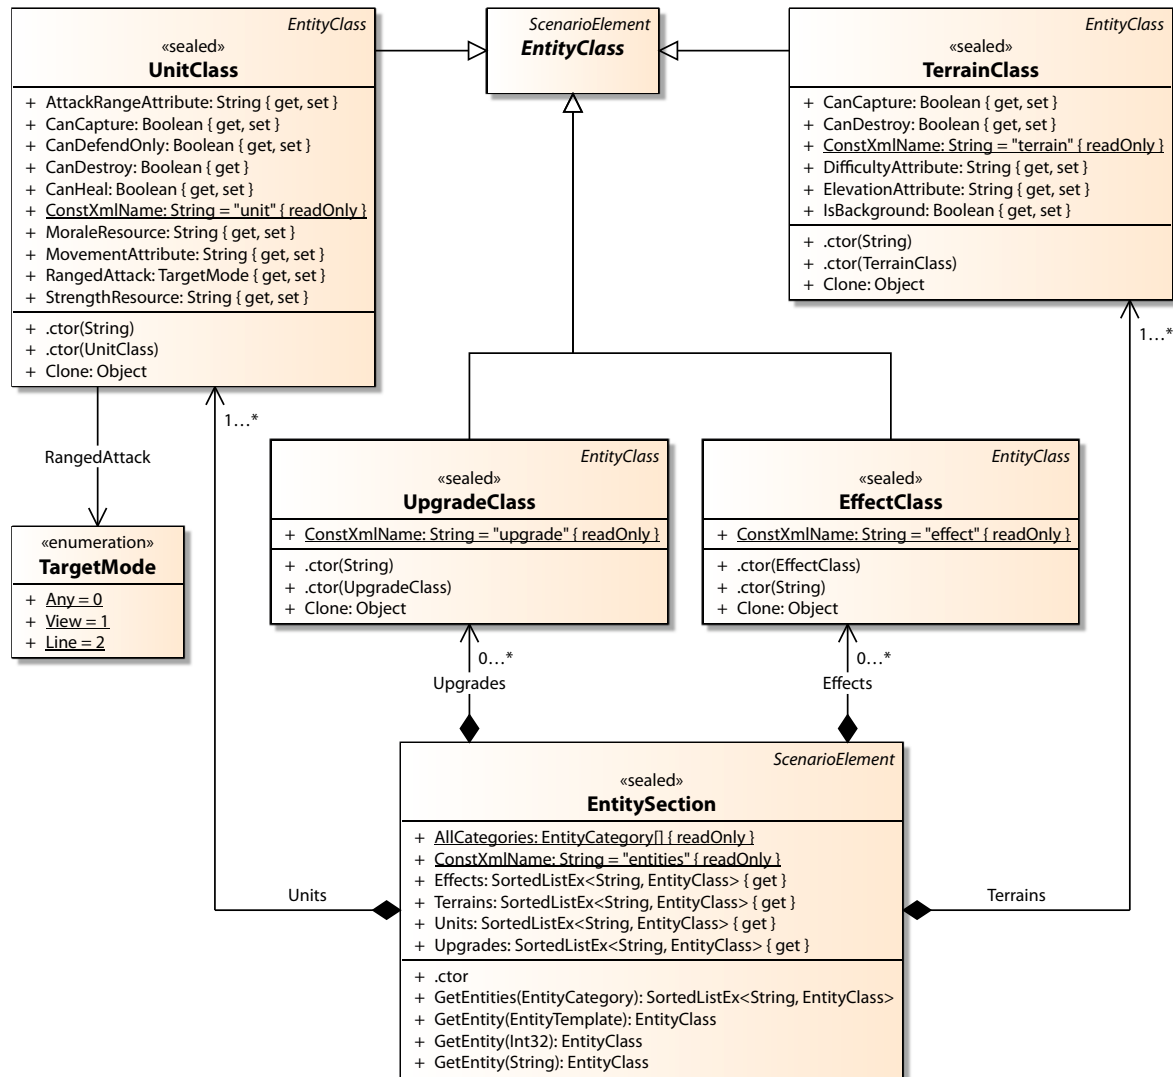 EntityClass
«sealed»
UnitClass
+ AttackRangeAttribute: String { get, set }
+ CanCapture: Boolean { get, set }
+ CanDefendOnly: Boolean { get, set }
+ CanDestroy: Boolean { get }
+ CanHeal: Boolean { get, set }
+ ConstXmlName: String = "unit" { readOnly }
+ MoraleResource: String { get, set }
+ MovementAttribute: String { get, set }
+ RangedAttack: TargetMode { get, set }
+ StrengthResource: String { get, set }
+ .ctor(String)
+ .ctor(UnitClass)
+ Clone: Object
ScenarioElement
EntityClass
EntityClass
«sealed»
TerrainClass
+ CanCapture: Boolean { get, set }
+ CanDestroy: Boolean { get, set }
+ ConstXmlName: String = "terrain" { readOnly }
+ DifficultyAttribute: String { get, set }
+ ElevationAttribute: String { get, set }
+ IsBackground: Boolean { get, set }
+ .ctor(String)
+ .ctor(TerrainClass)
+ Clone: Object
1…*
1…*
RangedAttack
«enumeration»
TargetMode
+ Any = 0
+ View = 1
+ Line = 2
EntityClass
«sealed»
UpgradeClass
+ ConstXmlName: String = "upgrade" { readOnly }
+ .ctor(String)
+ .ctor(UpgradeClass)
+ Clone: Object
EntityClass
«sealed»
EffectClass
+ ConstXmlName: String = "effect" { readOnly }
+ .ctor(EffectClass)
+ .ctor(String)
+ Clone: Object
0…*
Upgrades
0…*
Effects
ScenarioElement
«sealed»
EntitySection
+ AllCategories: EntityCategory[] { readOnly }
+ ConstXmlName: String = "entities" { readOnly }
+ Effects: SortedListEx<String, EntityClass> { get }
+ Terrains: SortedListEx<String, EntityClass> { get }
+ Units: SortedListEx<String, EntityClass> { get }
+ Upgrades: SortedListEx<String, EntityClass> { get }
+ .ctor
+ GetEntities(EntityCategory): SortedListEx<String, EntityClass>
+ GetEntity(EntityTemplate): EntityClass
+ GetEntity(Int32): EntityClass
+ GetEntity(String): EntityClass
Units
Terrains